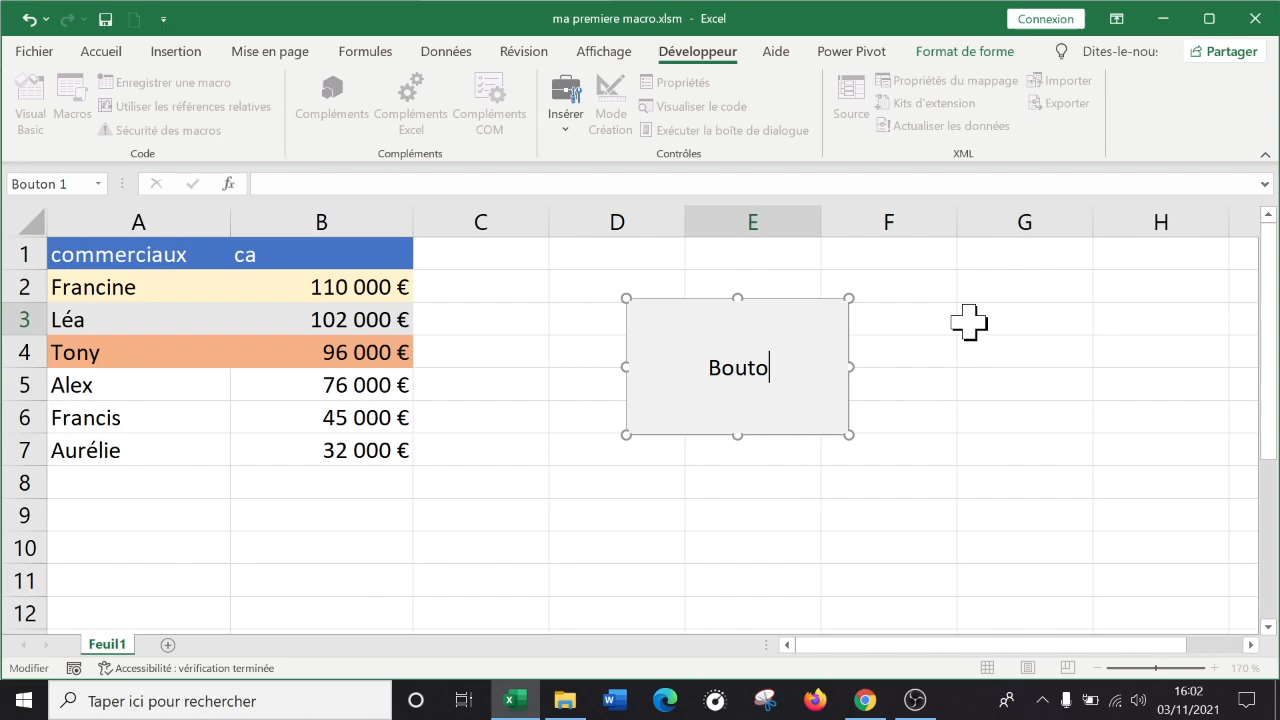 ma premiere macro.xlsm - Excel
Connexion
Fichier Accueil Insertion Mise en page Formules Données Révision Affichage Développeur Aide Power Pivot Format de forme Dites-le-nous Partager
Visual Basic
Macros
Enregistrer une macro
Utiliser les références relatives
Sécurité des macros
Code
Compléments
Compléments Excel
Compléments COM
Compléments
Insérer
Mode Création
Propriétés
Visualiser le code
Exécuter la boîte de dialogue
Contrôles
Source
Propriétés du mappage
Kits d'extension
Actualiser les données
Importer
Exporter
XML
Bouton 1
fx
A B C D E F G H
1 commerciaux ca
2 Francine 110 000 €
3 Léa 102 000 €
4 Tony 96 000 €
5 Alex 76 000 €
6 Francis 45 000 €
7 Aurélie 32 000 €
8
9
10
11
12
Bouto
Feuil1
Modifier
Accessibilité : vérification terminée
170 %
Taper ici pour rechercher
16:02
03/11/2021